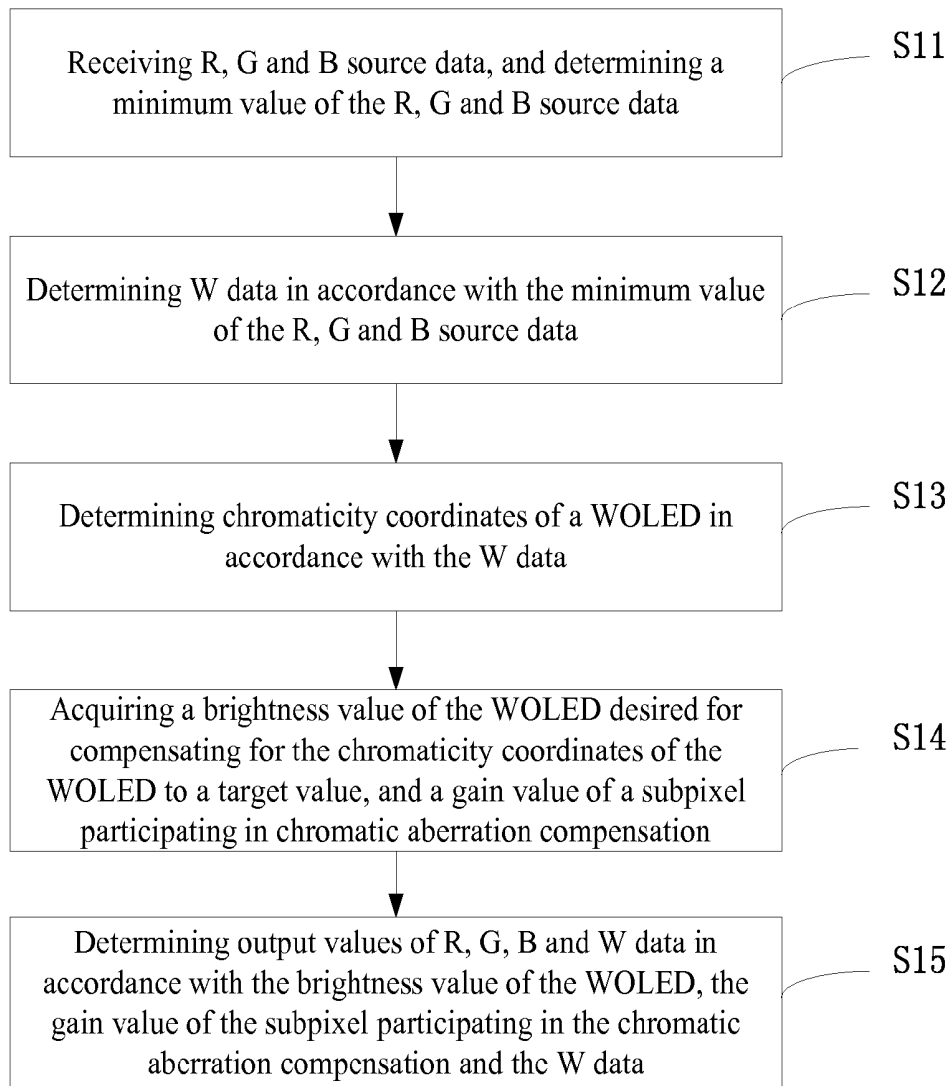 Receiving R, G and B source data, and determining a
minimum value of the R, G and B source data
S11
Determining W data in accordance with the minimum value
of the R, G and B source data
S12
Determining chromaticity coordinates of a WOLED in
accordance with the W data
S13
Acquiring a brightness value of the WOLED desired for
compensating for the chromaticity coordinates of the
WOLED to a target value, and a gain value of a subpixel
participating in chromatic aberration compensation
S14
Determining output values of R, G, B and W data in
accordance with the brightness value of the WOLED, the
gain value of the subpixel participating in the chromatic
aberration compensation and the W data
S15